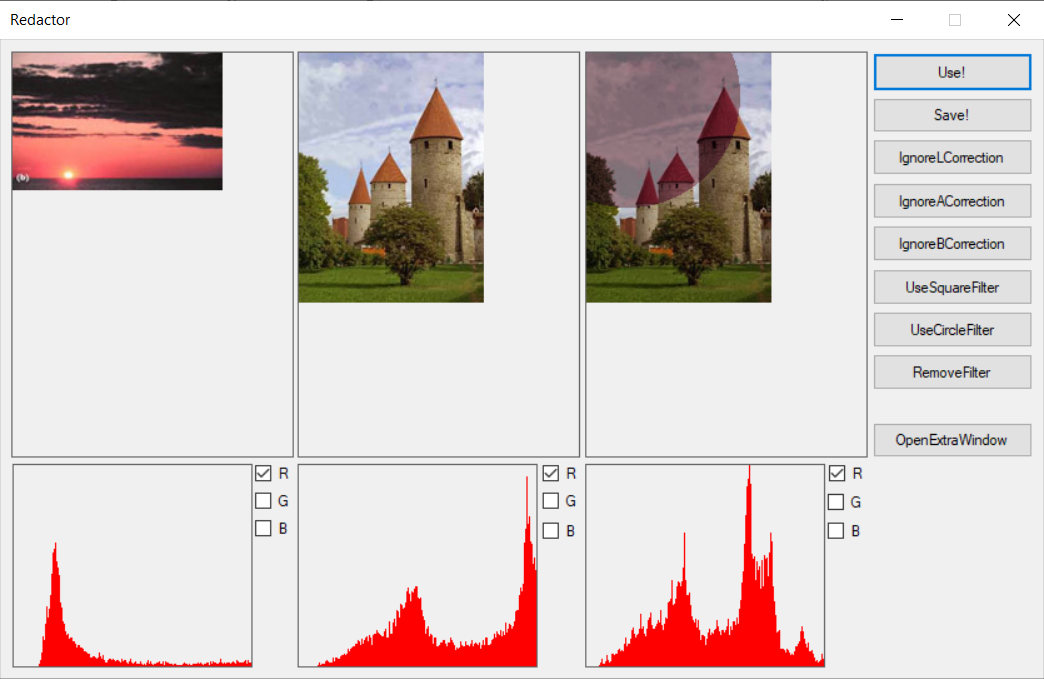 Redactor
(b)
Use!
Save!
IgnoreLCorrection
IgnoreACorrection
IgnoreBCorrection
UseSquareFilter
UseCircleFilter
RemoveFilter
OpenExtraWindow
R
G
B
R
G
B
R
G
B